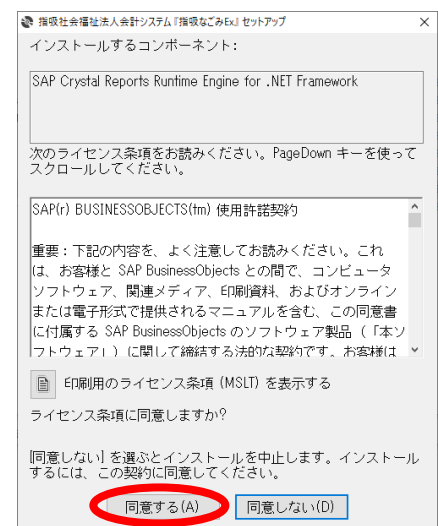 指吸社会福祉法人会計システム『指吸なごみEx』セットアップ
インストールするコンポーネント:
SAP Crystal Reports Runtime Engine for .NET Framework
次のライセンス条項をお読みください。PageDown キーを使って
スクロールしてください。
SAP(r) BUSINESSOBJECTS(tm) 使用許諾契約
重要：下記の内容を、よく注意してお読みください。これ
は、お客様と SAP BusinessObjects との間で、コンピュータ
ソフトウェア、関連メディア、印刷資料、およびオンライン
または電子形式で提供されるマニュアルを含む、この同意書
に付属する SAP BusinessObjects のソフトウェア製品（「本ソ
フトウェア」）に関して締結する法的な契約です。お客様は
印刷用のライセンス条項 (MSLT) を表示する
ライセンス条項に同意しますか?
[同意しない] を選ぶとインストールを中止します。インストール
するには、この契約に同意してください。
同意する(A)
同意しない(D)